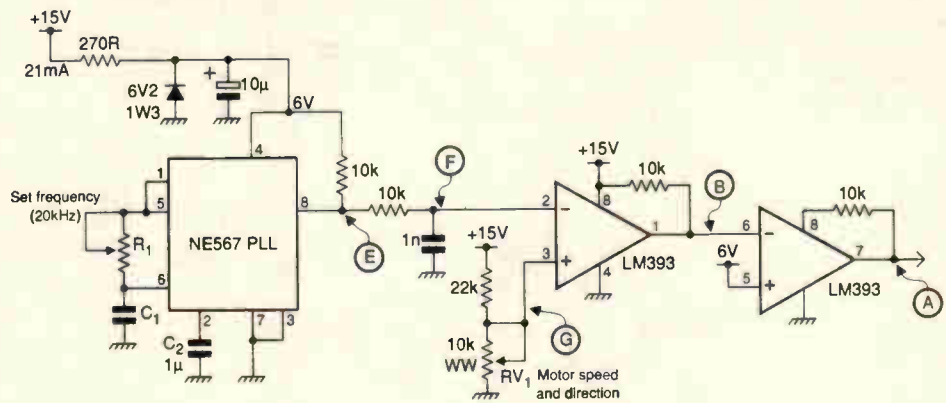 +15V
270R
21mA
6V2
1W3
+
10µ
6V
4
10k
F
Set frequency
(20kHz)
1
5
6
R1
C1
NE567 PLL
8
E
10k
1n
2
7
3
C2
1µ
+15V
22k
10k
RV1
Motor speed
and direction
G
+15V
10k
2
−
3
+
8
1
4
LM393
B
6V
6
−
5
+
8
10k
7
LM393
A